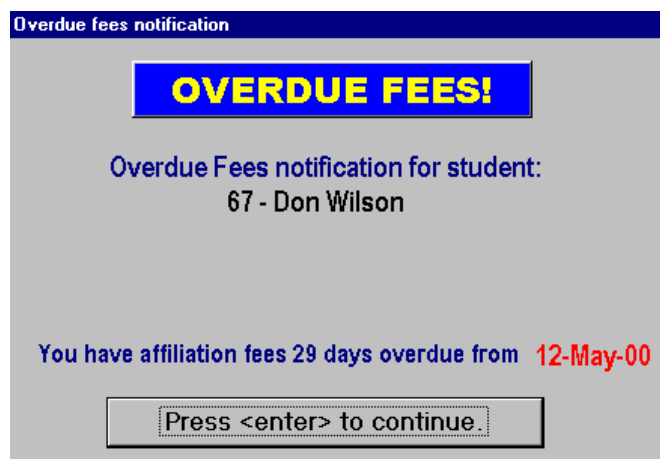 Overdue fees notification
OVERDUE FEES!
Overdue Fees notification for student:
67 - Don Wilson
You have affiliation fees 29 days overdue from 12-May-00
Press <enter> to continue.